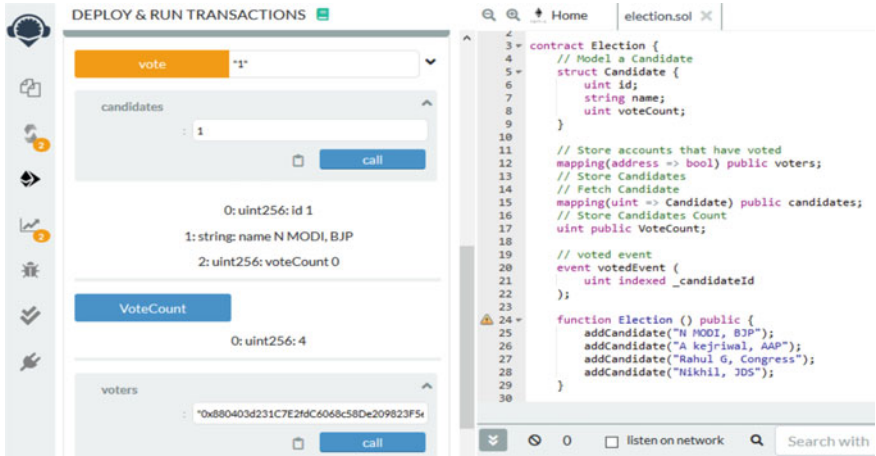 DEPLOY & RUN TRANSACTIONS
vote "1"
candidates
: 1
call
0: uint256: id 1
1: string: name N MODI, BJP
2: uint256: voteCount 0
VoteCount
0: uint256: 4
voters
: "0x880403d231C7E2fdC6068c58De209823F5
call
2
2
Home election.sol
2
3 contract Election {
4 // Model a Candidate
5 struct Candidate {
6 uint id;
7 string name;
8 uint voteCount;
9 }
10
11 // Store accounts that have voted
12 mapping(address => bool) public voters;
13 // Store Candidates
14 // Fetch Candidate
15 mapping(uint => Candidate) public candidates;
16 // Store Candidates Count
17 uint public VoteCount;
18
19 // voted event
20 event votedEvent (
21 uint indexed _candidateId
22 );
23
24 function Election () public {
25 addCandidate("N MODI, BJP");
26 addCandidate("A kejriwal, AAP");
27 addCandidate("Rahul G, Congress");
28 addCandidate("Nikhil, JDS");
29 }
30
0 listen on network Search with